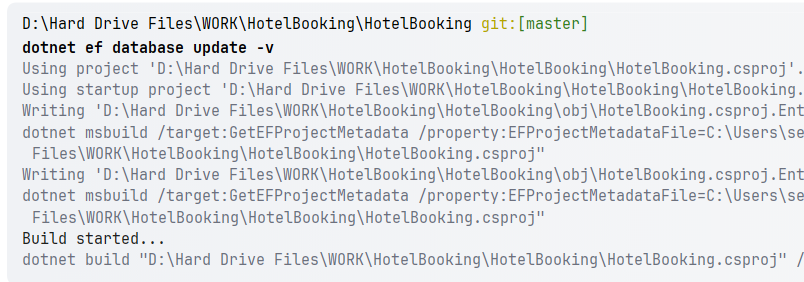 D:\Hard Drive Files\WORK\HotelBooking\HotelBooking git:[master]
dotnet ef database update -v
Using project 'D:\Hard Drive Files\WORK\HotelBooking\HotelBooking\HotelBooking.csproj'.
Using startup project 'D:\Hard Drive Files\WORK\HotelBooking\HotelBooking\HotelBooking.
Writing 'D:\Hard Drive Files\WORK\HotelBooking\HotelBooking\obj\HotelBooking.csproj.Ent
dotnet msbuild /target:GetEFProjectMetadata /property:EFProjectMetadataFile=C:\Users\se
Files\WORK\HotelBooking\HotelBooking\HotelBooking.csproj"
Writing 'D:\Hard Drive Files\WORK\HotelBooking\HotelBooking\obj\HotelBooking.csproj.Ent
dotnet msbuild /target:GetEFProjectMetadata /property:EFProjectMetadataFile=C:\Users\se
Files\WORK\HotelBooking\HotelBooking\HotelBooking.csproj"
Build started...
dotnet build "D:\Hard Drive Files\WORK\HotelBooking\HotelBooking\HotelBooking.csproj" /